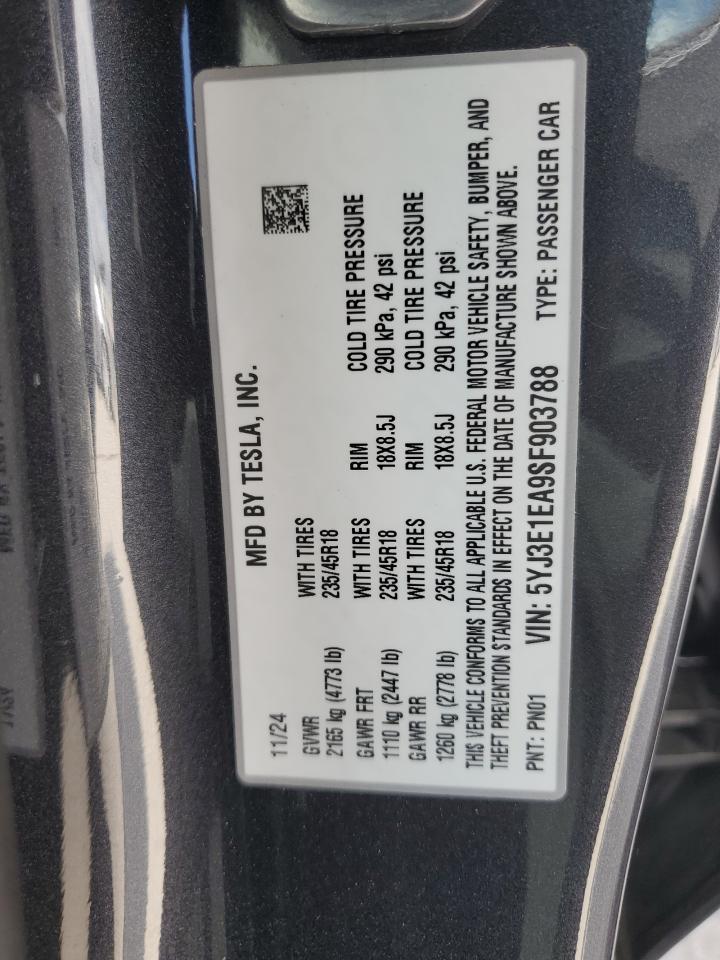 MFD BY TESLA, INC.
11/24
GVWR WITH TIRES
2165 kg (4773 lb) 235/45R18
GAWR FRT WITH TIRES RIM COLD TIRE PRESSURE
1110 kg (2447 lb) 235/45R18 18X8.5J 290 kPa, 42 psi
GAWR RR WITH TIRES RIM COLD TIRE PRESSURE
1260 kg (2778 lb) 235/45R18 18X8.5J 290 kPa, 42 psi
THIS VEHICLE CONFORMS TO ALL APPLICABLE U.S. FEDERAL MOTOR VEHICLE SAFETY, BUMPER, AND
THEFT PREVENTION STANDARDS IN EFFECT ON THE DATE OF MANUFACTURE SHOWN ABOVE.
PNT: PN01 VIN: 5YJ3E1EA9SF903788 TYPE: PASSENGER CAR